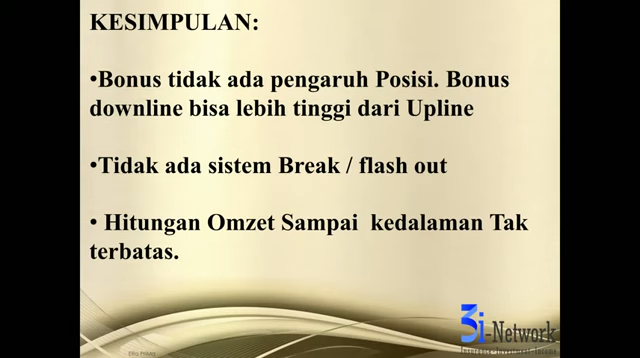 KESIMPULAN:
•Bonus tidak ada pengaruh Posisi. Bonus
downline bisa lebih tinggi dari Upline
•Tidak ada sistem Break / flash out
• Hitungan Omzet Sampai kedalaman Tak
terbatas.
3i-Network